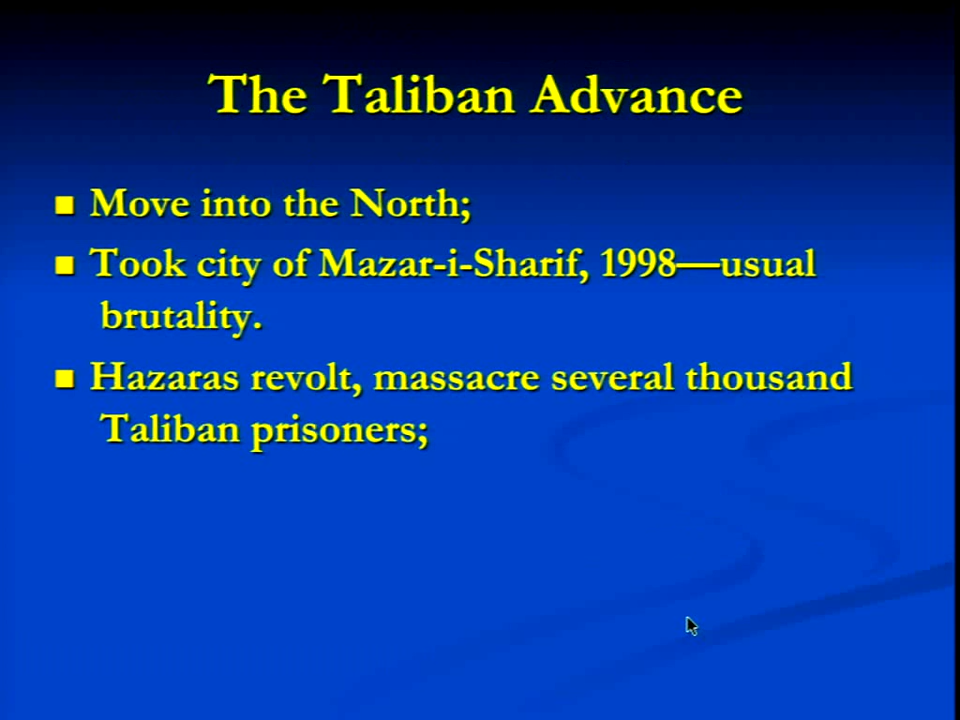 The Taliban Advance
Move into the North;
Took city of Mazar-i-Sharif, 1998—usual
brutality.
Hazaras revolt, massacre several thousand
Taliban prisoners;